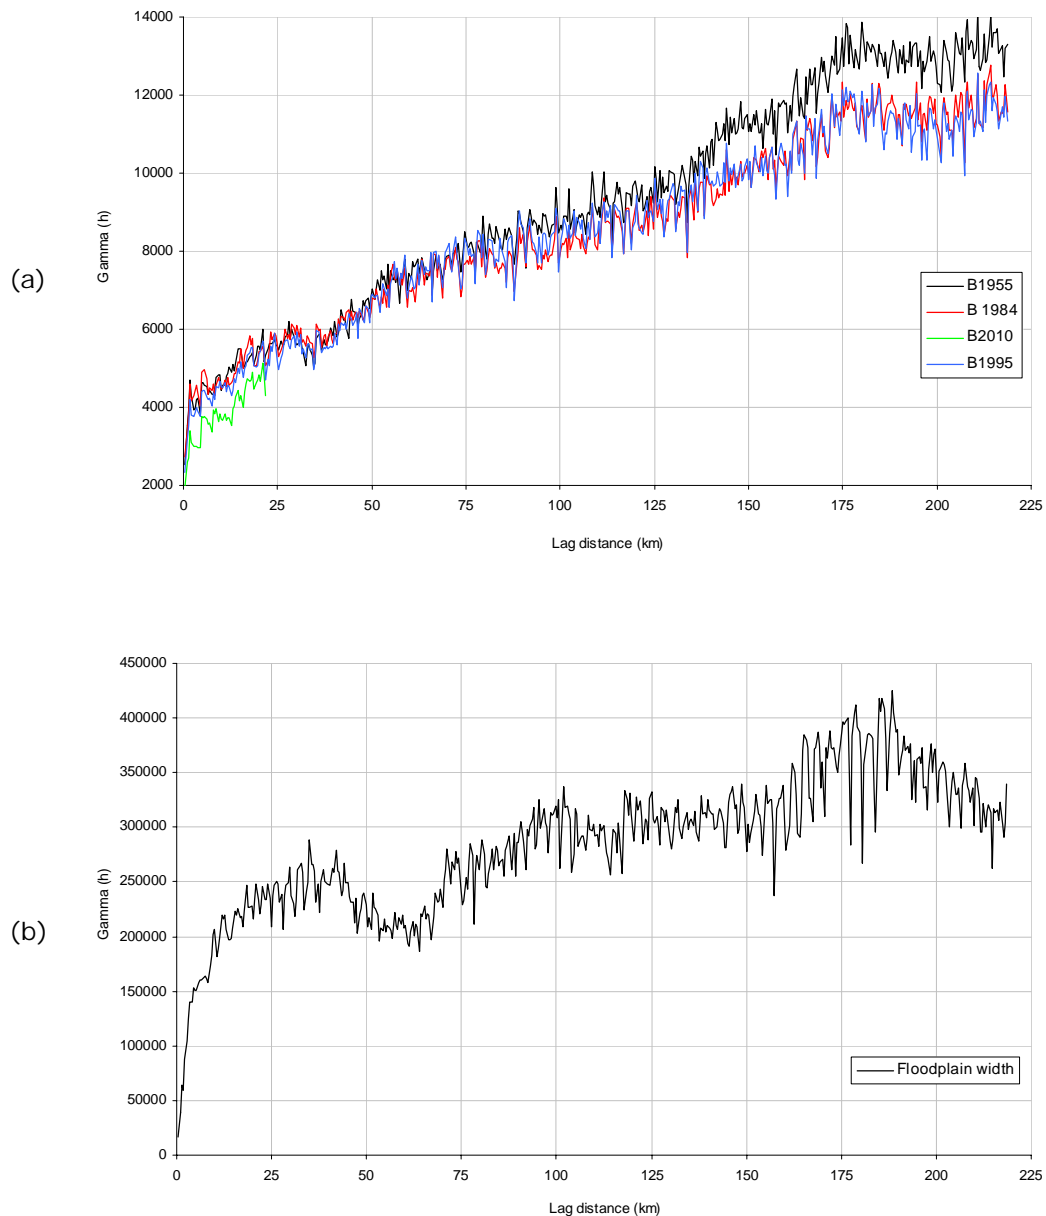 14000
12000
10000
8000
6000
4000
2000
0 25 50 75 100 125 150 175 200 225
Gamma (h)
Lag distance (km)
(a)
B1955
B 1984
B2010
B1995
450000
400000
350000
300000
250000
200000
150000
100000
50000
0
0 25 50 75 100 125 150 175 200 225
Gamma (h)
Lag distance (km)
(b)
Floodplain width